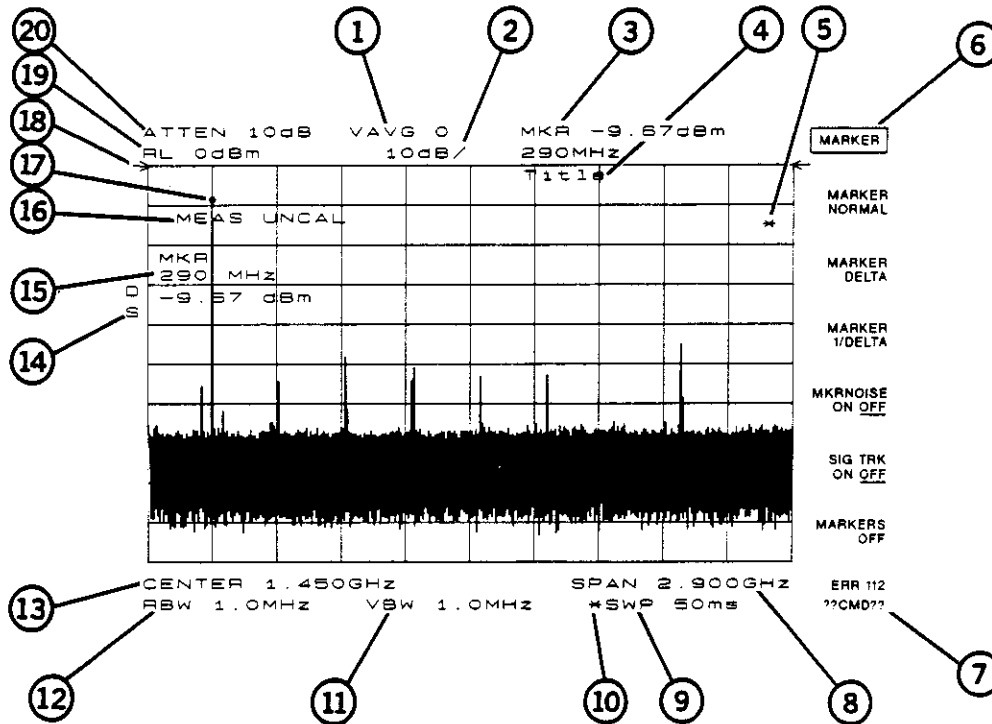 20 1 2 3 4 5 6
19
18
17
16
15
14
13
12 11 10 9 8 7
ATTEN 10dB VAVG 0 MKR -9.67dBm
RL 0dBm 10dB/ 290MHz
Title
MEAS UNCAL
*
MKR
290 MHz
-9.67 dBm
D
S
CENTER 1.450GHz SPAN 2.900GHz
RBW 1.0MHz VBW 1.0MHz *SWP 50ms
MARKER
MARKER
NORMAL
MARKER
DELTA
MARKER
1/DELTA
MKRNOISE
ON OFF
SIG TRK
ON OFF
MARKERS
OFF
ERR 112
??CMD??